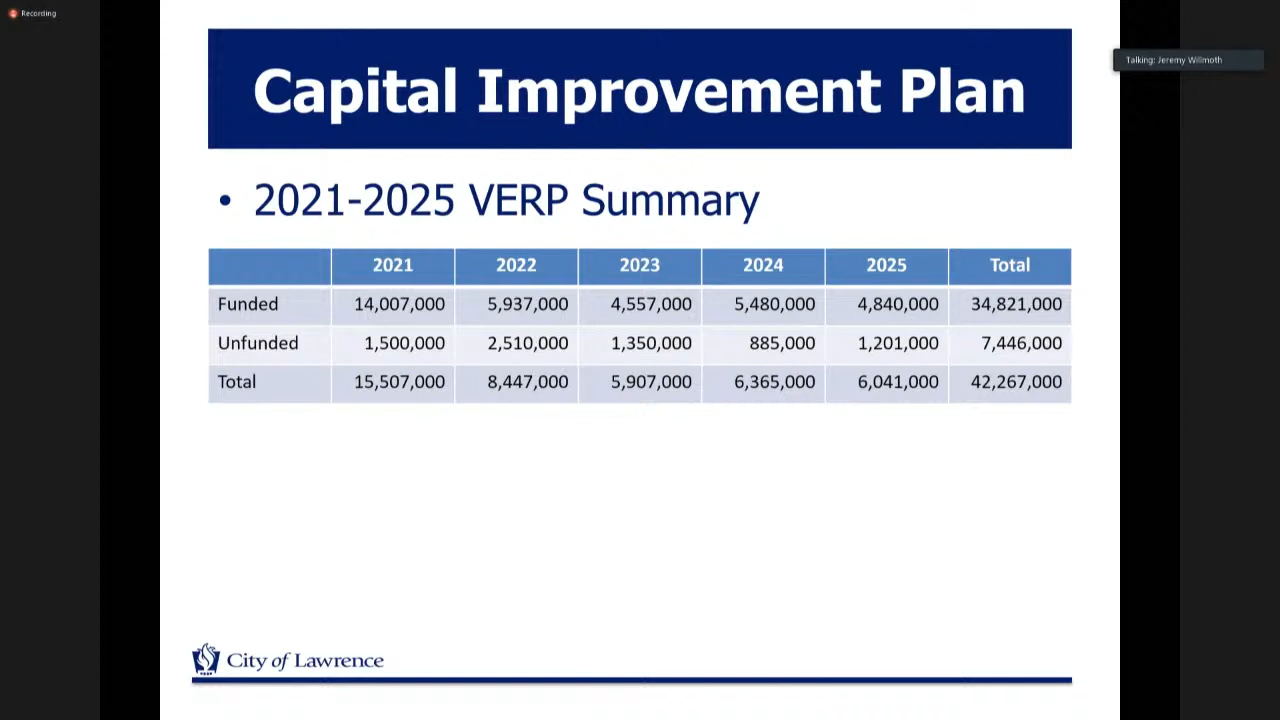 Recording
Talking: Jeremy Willmoth
Capital Improvement Plan
• 2021-2025 VERP Summary
2021 2022 2023 2024 2025 Total
Funded 14,007,000 5,937,000 4,557,000 5,480,000 4,840,000 34,821,000
Unfunded 1,500,000 2,510,000 1,350,000 885,000 1,201,000 7,446,000
Total 15,507,000 8,447,000 5,907,000 6,365,000 6,041,000 42,267,000
City of Lawrence